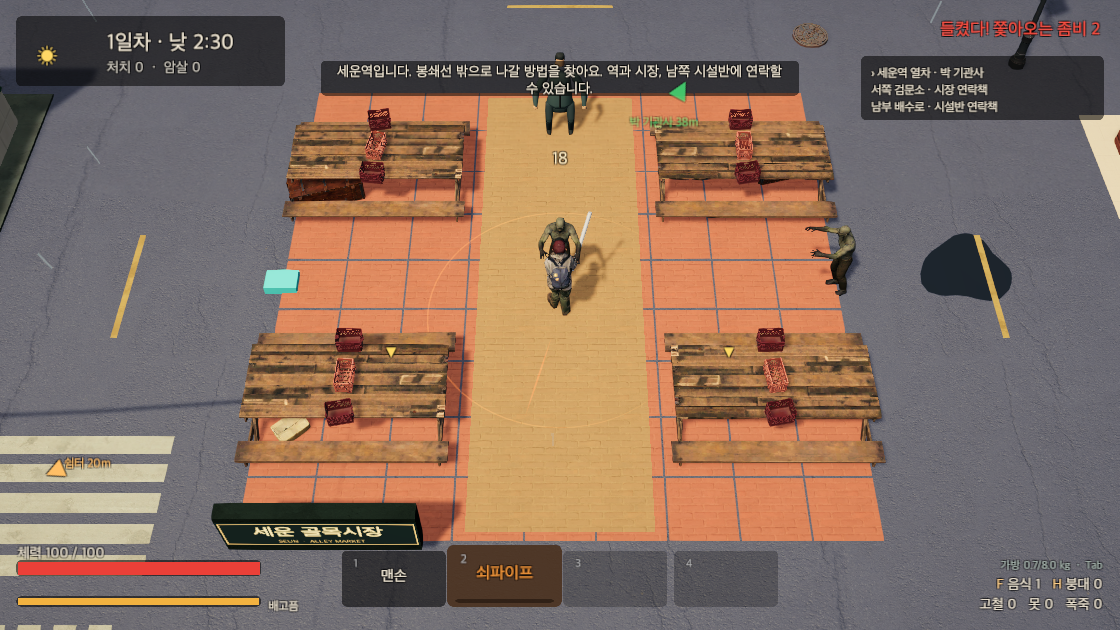 1일차 · 낮 2:30
처치 0 · 암살 0
들켰다! 쫓아오는 좀비 2
세운역입니다. 봉쇄선 밖으로 나갈 방법을 찾아요. 역과 시장, 남쪽 시설반에 연락할
수 있습니다.
› 세운역 열차 · 박 기관사
서쪽 검문소 · 시장 연락책
남부 배수로 · 시설반 연락책
박 기관사 38m
18
쉼터 20m
세운 골목시장
SEUN ALLEY MARKET
체력 100 / 100
배고픔
1 맨손
2 쇠파이프
3
4
가방 0.7/8.0 kg · Tab
F 음식 1 H 붕대 0
고철 0 못 0 폭죽 0